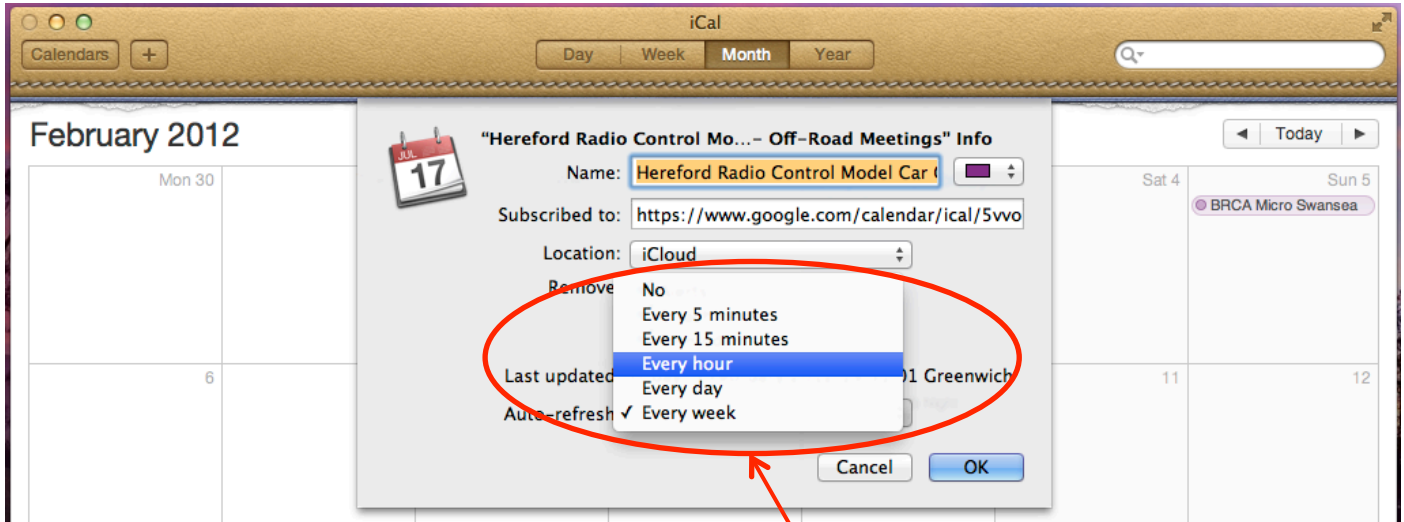 iCal
Calendars + Day Week Month Year
February 2012
Today
Mon 30
Sat 4
Sun 5
BRCA Micro Swansea
JUL
17
"Hereford Radio Control Mo...– Off-Road Meetings" Info
Name: Hereford Radio Control Model Car
Subscribed to: https://www.google.com/calendar/ical/5vvo
Location: iCloud
Remove
No
Every 5 minutes
Every 15 minutes
Every hour
Every day
✓ Every week
Last updated
01 Greenwich
Auto-refresh
6
11
12
Cancel OK